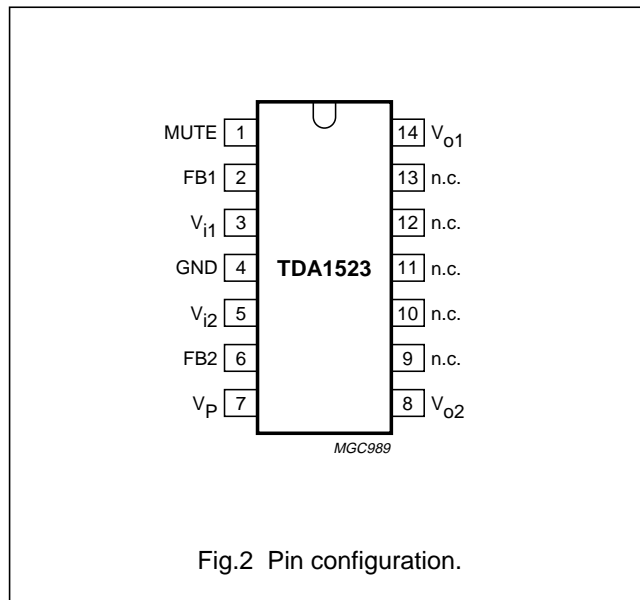 MUTE 1 14 Vo1
FB1 2 13 n.c.
Vi1 3 12 n.c.
GND 4 TDA1523 11 n.c.
Vi2 5 10 n.c.
FB2 6 9 n.c.
VP 7 8 Vo2
MGC989
Fig.2 Pin configuration.